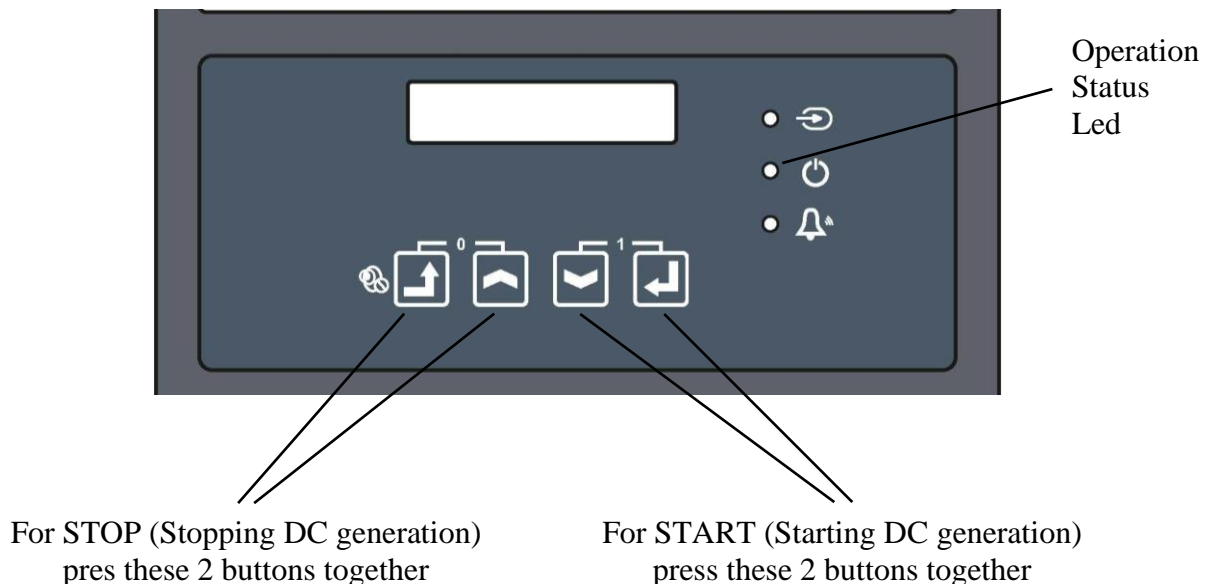 Operation
Status
Led
0
1
For STOP (Stopping DC generation)
pres these 2 buttons together
For START (Starting DC generation)
press these 2 buttons together